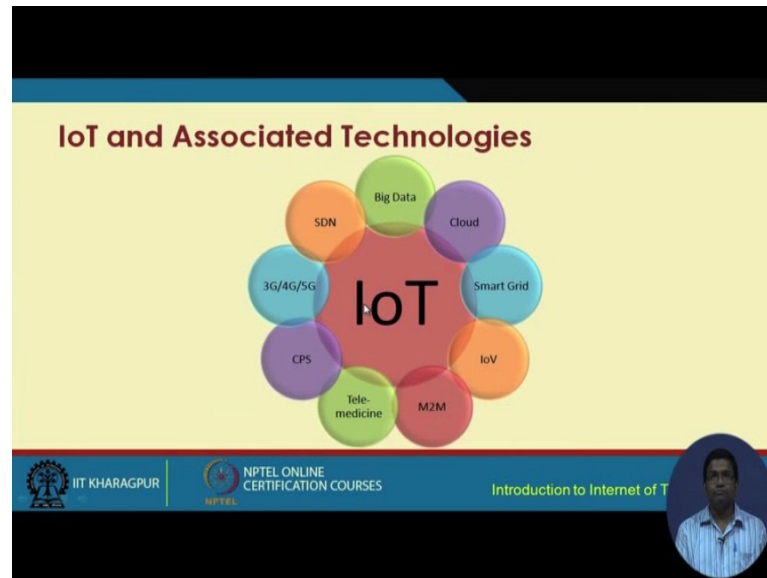 IoT and Associated Technologies
Big Data
SDN
Cloud
3G/4G/5G
IoT
Smart Grid
CPS
IoV
Tele-
medicine
M2M
IIT KHARAGPUR
NPTEL
NPTEL ONLINE
CERTIFICATION COURSES
Introduction to Internet of T